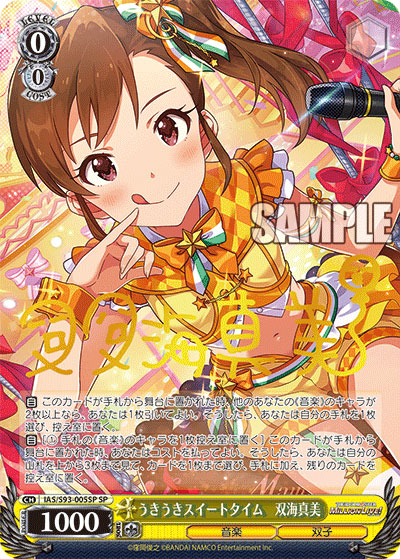 LEVEL
0
0
COST
SAMPLE
双海真美
自 このカードが手札から舞台に置かれた時、他のあなたの《音楽》のキャラが
2枚以上なら、あなたは1枚引いてよい。そうしたら、あなたは自分の手札を1枚
選び、控え室に置く。
自 [① 手札の《音楽》のキャラを1枚控え室に置く] このカードが手札から舞
台に置かれた時、あなたはコストを払ってよい。そうしたら、あなたは自分の
山札を上から3枚まで見て、カードを1枚まで選び、手札に加え、残りのカード
を控え室に置く。
CH IAS/S93-005SP SP
うきうきスイートタイム 双海真美
POWER
1000
SOUL
音楽
双子
THE IDOLM@STER
MILLION LIVE!
©窪岡俊之 ©BANDAI NAMCO Entertainment Inc.